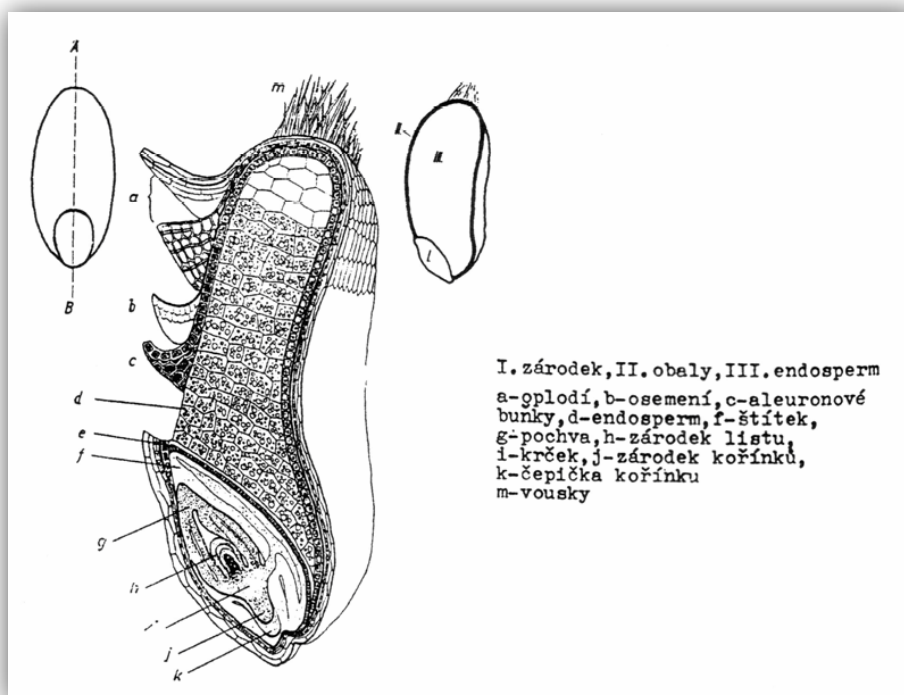 A
B
m
a
b
c
d
e
f
g
h
i
j
k
II.
III.
I.
I. zárodek, II. obaly, III. endosperm
a-oplodí, b-osemení, c-aleuronové
bunky, d-endosperm, f-štítek,
g-pochva, h-zárodek listu,
i-krček, j-zárodek kořínků,
k-čepička kořínku
m-vousky